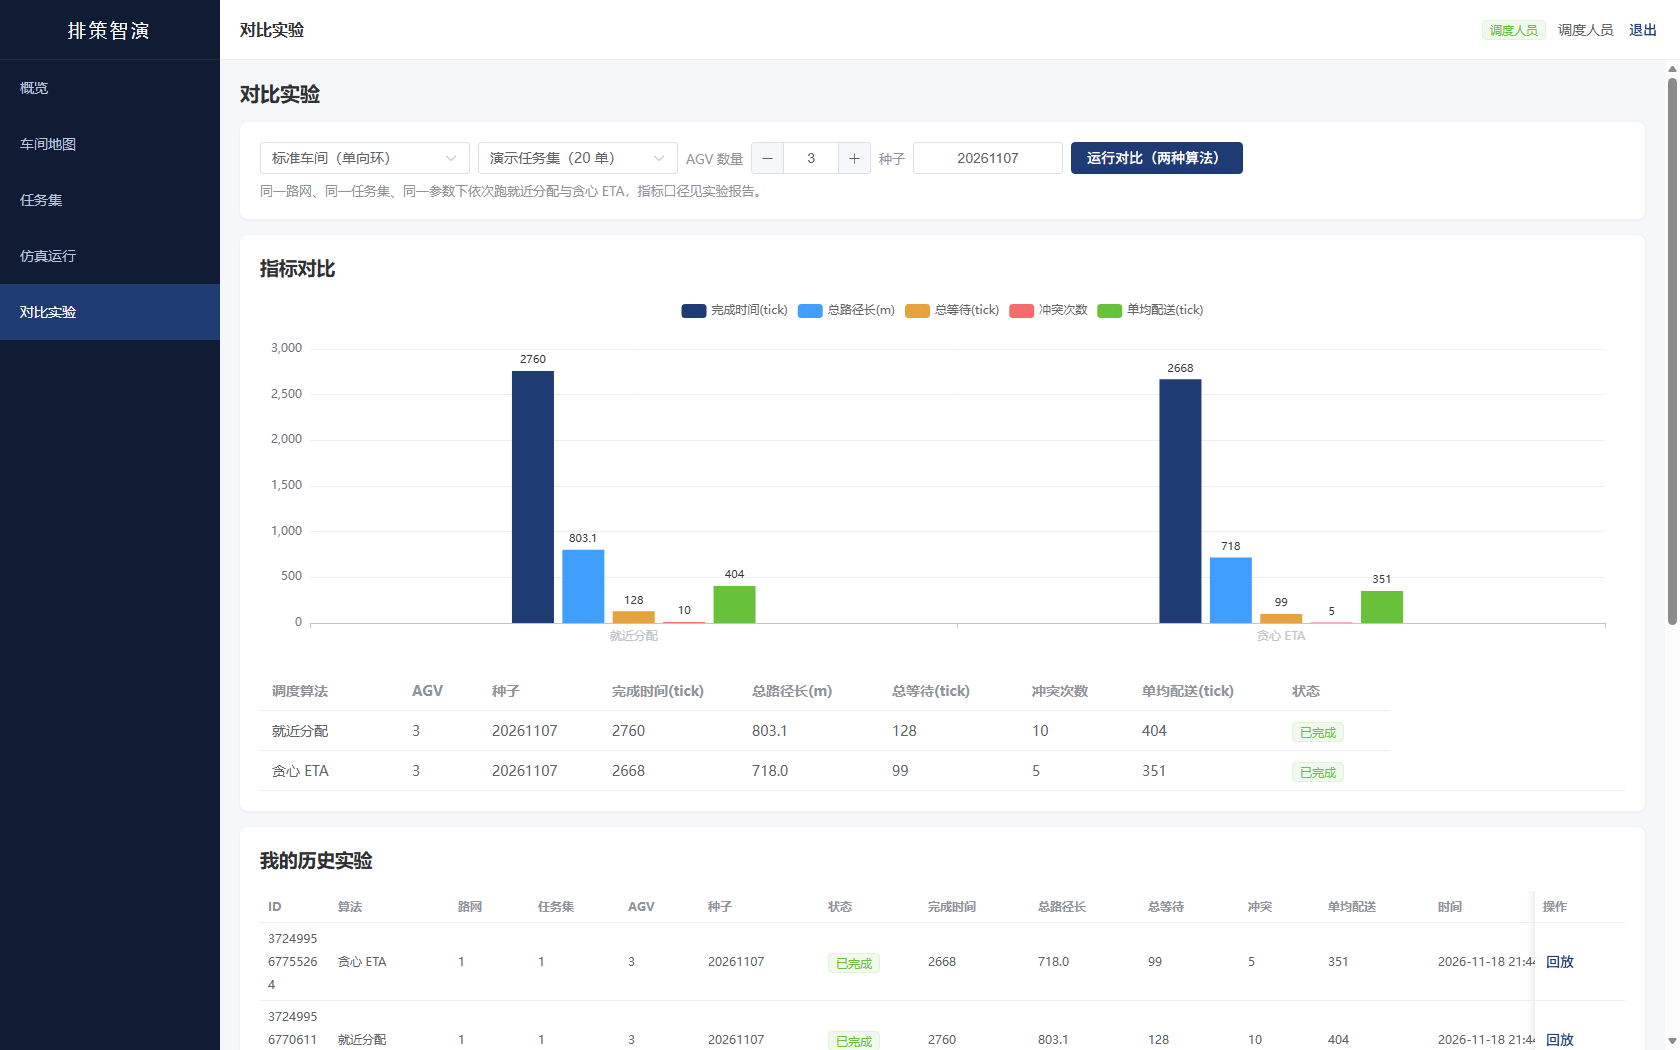 排策智演
概览
车间地图
任务集
仿真运行
对比实验
对比实验
调度人员 调度人员 退出
对比实验
标准车间（单向环） 演示任务集（20 单） AGV 数量 3 种子 20261107 运行对比（两种算法）
同一路网、同一任务集、同一参数下依次跑就近分配与贪心 ETA，指标口径见实验报告。
指标对比
完成时间(tick) 总路径长(m) 总等待(tick) 冲突次数 单均配送(tick)
3,000
2,500
2,000
1,500
1,000
500
0
2760 803.1 128 10 404
2668 718 99 5 351
就近分配 贪心 ETA
调度算法 AGV 种子 完成时间(tick) 总路径长(m) 总等待(tick) 冲突次数 单均配送(tick) 状态
就近分配 3 20261107 2760 803.1 128 10 404 已完成
贪心 ETA 3 20261107 2668 718.0 99 5 351 已完成
我的历史实验
ID 算法 路网 任务集 AGV 种子 状态 完成时间 总路径长 总等待 冲突 单均配送 时间 操作
3724995
6775526
4
贪心 ETA 1 1 3 20261107 已完成 2668 718.0 99 5 351 2026-11-18 21:44 回放
3724995
6770611
就近分配 1 1 3 20261107 已完成 2760 803.1 128 10 404 2026-11-18 21:44 回放